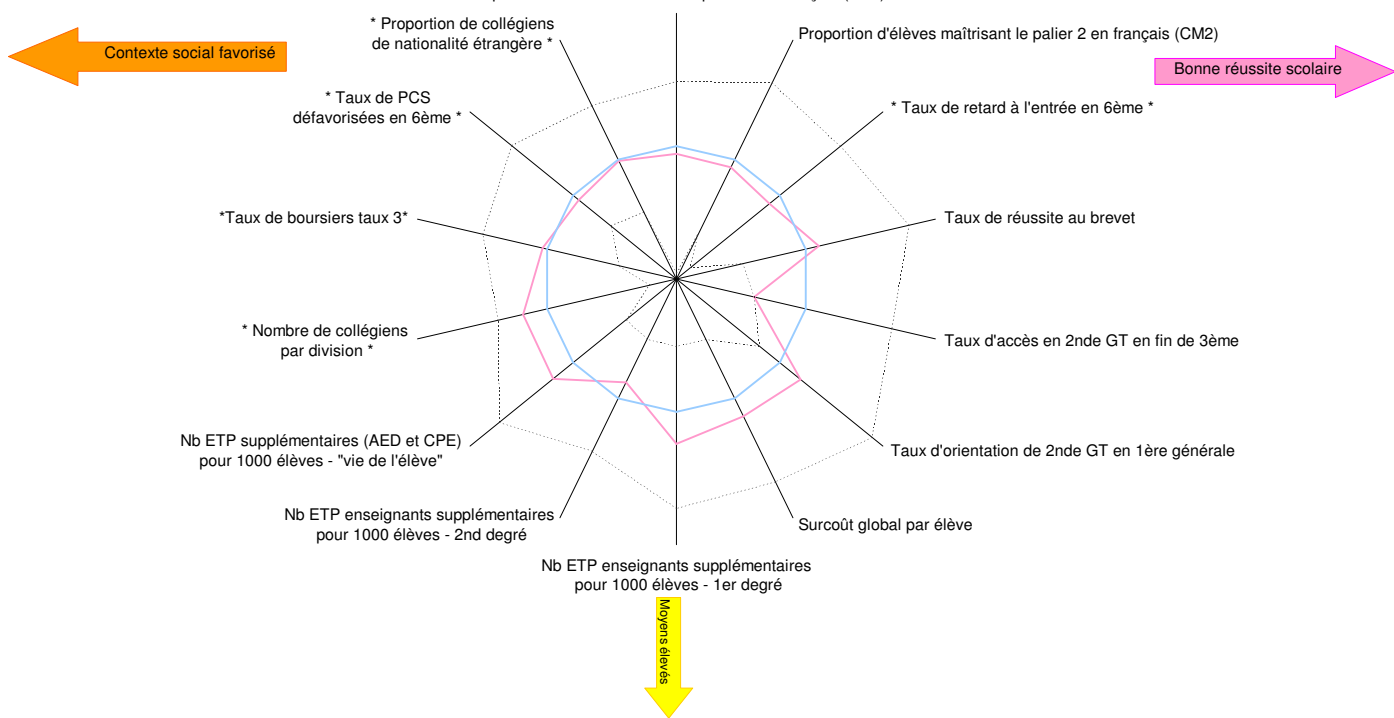 * Proportion de collégiens
de nationalité étrangère *
Proportion d'élèves maîtrisant le palier 2 en français (CM2)
Contexte social favorisé
Bonne réussite scolaire
* Taux de PCS
défavorisées en 6ème *
* Taux de retard à l'entrée en 6ème *
*Taux de boursiers taux 3*
Taux de réussite au brevet
* Nombre de collégiens
par division *
Taux d'accès en 2nde GT en fin de 3ème
Nb ETP supplémentaires (AED et CPE)
pour 1000 élèves - "vie de l'élève"
Taux d'orientation de 2nde GT en 1ère générale
Nb ETP enseignants supplémentaires
pour 1000 élèves - 2nd degré
Surcoût global par élève
Nb ETP enseignants supplémentaires
pour 1000 élèves - 1er degré
Moyens élevés